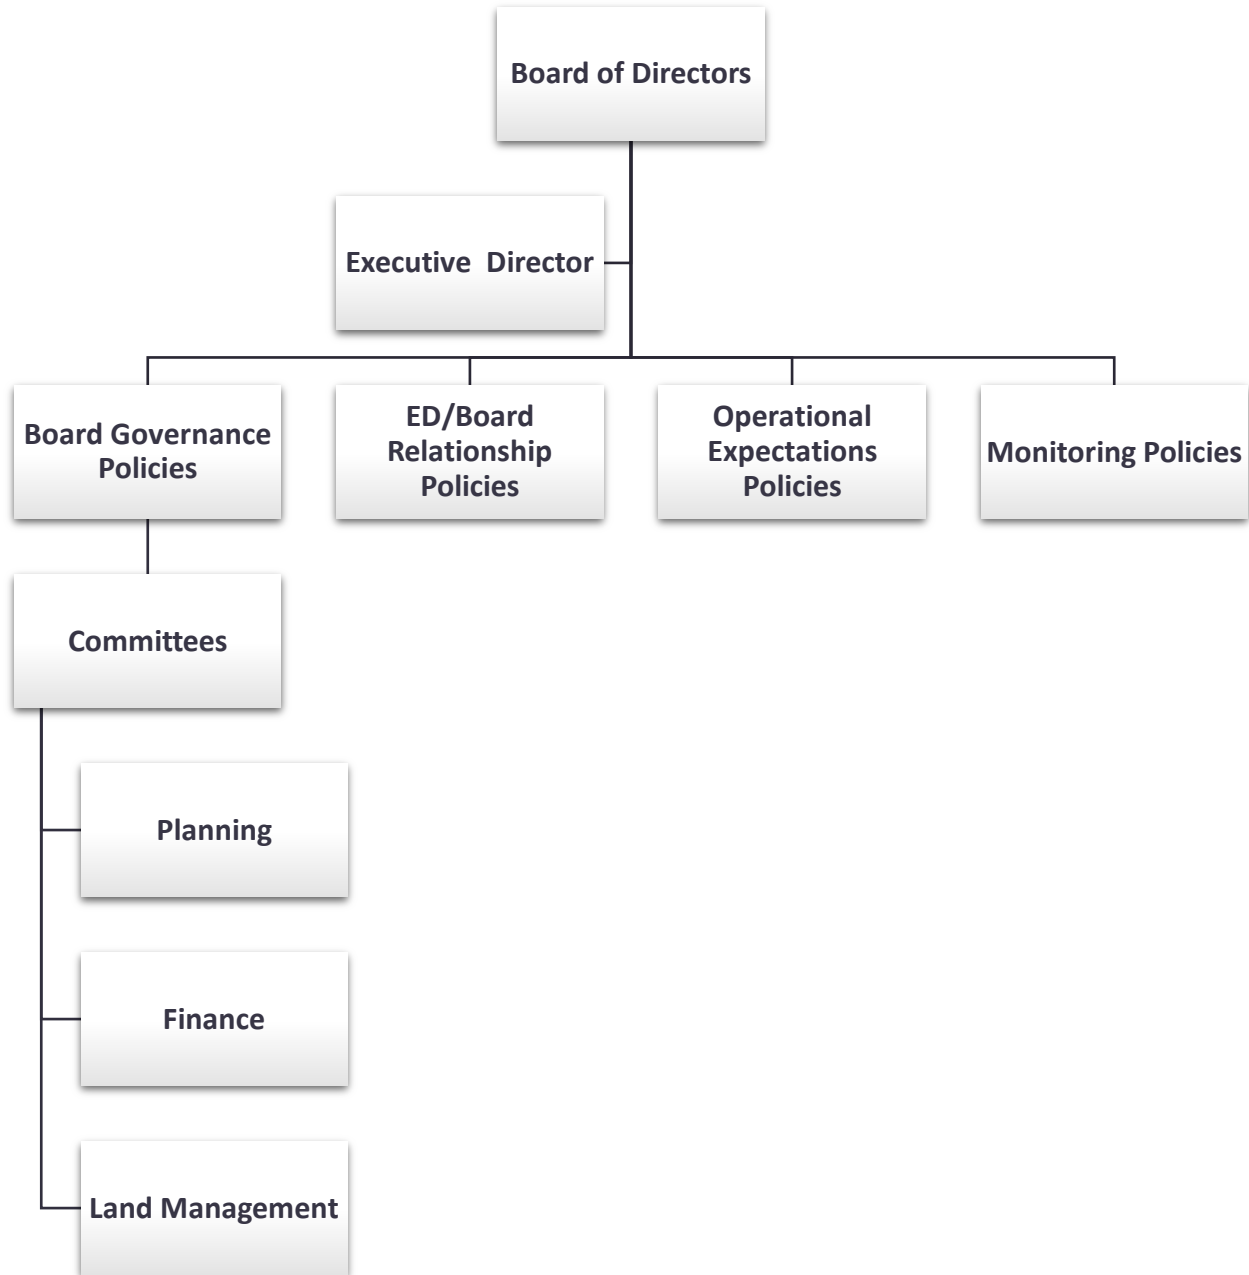 Board of Directors
Executive  Director
Board Governance
Policies
ED/Board
Relationship
Policies
Operational
Expectations
Policies
Monitoring Policies
Committees
Planning
Finance
Land Management